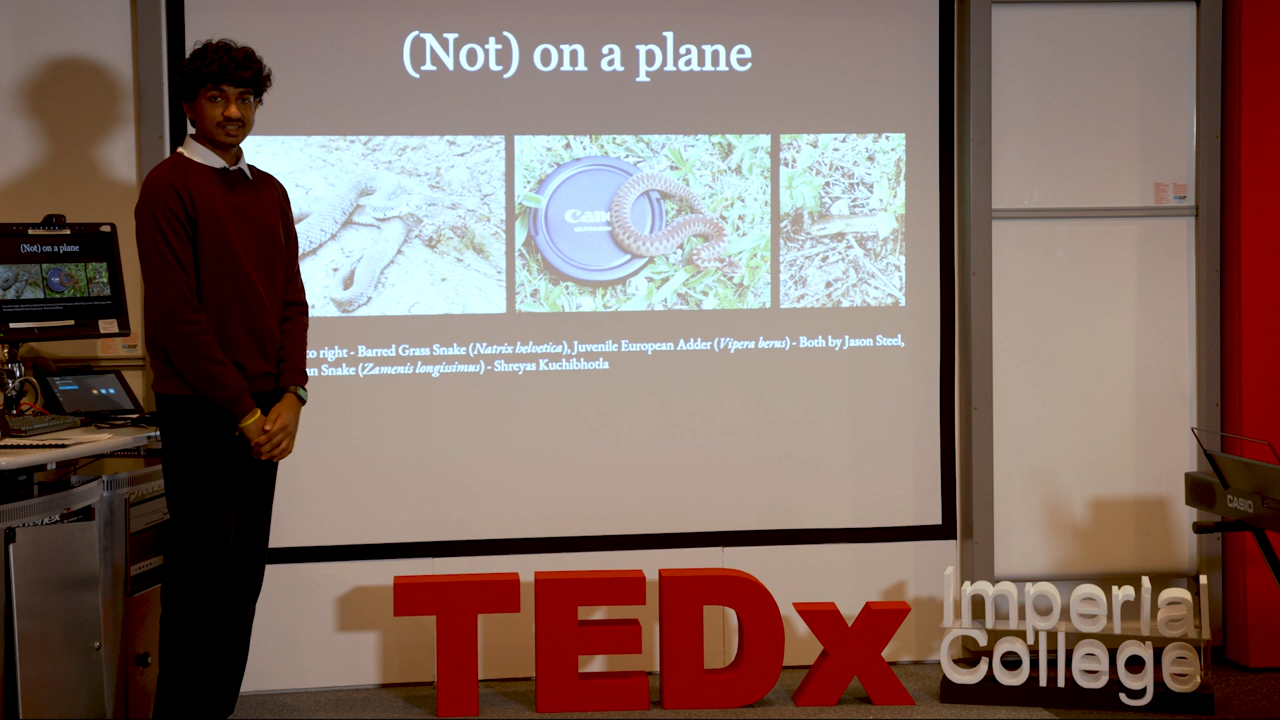 (Not) on a plane
Cano
to right - Barred Grass Snake (Natrix helvetica), Juvenile European Adder (Vipera berus) - Both by Jason Steel,
an Snake (Zamenis longissimus) - Shreyas Kuchibhotla
(Not) on a plane
CASIO
TEDx
Imperial
College